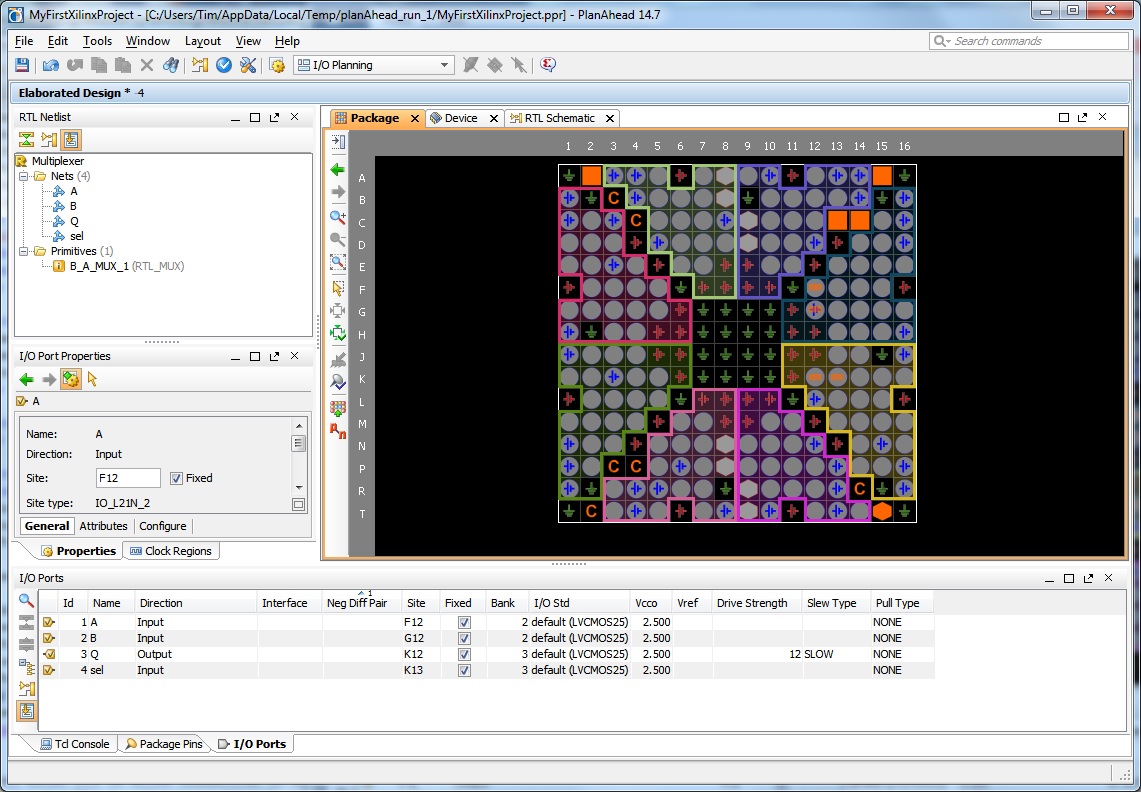 MyFirstXilinxProject - [C:/Users/Tim/AppData/Local/Temp/planAhead_run_1/MyFirstXilinxProject.ppr] - PlanAhead 14.7
File Edit Tools Window Layout View Help
Search commands
I/O Planning
Elaborated Design * -4
RTL Netlist
Multiplexer
Nets (4)
A
B
Q
sel
Primitives (1)
B_A_MUX_1 (RTL_MUX)
I/O Port Properties
A
Name: A
Direction: Input
Site: F12 Fixed
Site type: IO_L21N_2
General Attributes Configure
Properties Clock Regions
Package Device RTL Schematic
1 2 3 4 5 6 7 8 9 10 11 12 13 14 15 16
A
B
C
C
C
D
E
F
G
H
J
K
L
M
N
P C C
R C
T C
I/O Ports
Id Name Direction Interface Neg Diff Pair 1 Site Fixed Bank I/O Std Vcco Vref Drive Strength Slew Type Pull Type
1 A Input F12 2 default (LVCMOS25) 2.500 NONE
2 B Input G12 2 default (LVCMOS25) 2.500 NONE
3 Q Output K12 3 default (LVCMOS25) 2.500 12 SLOW NONE
4 sel Input K13 3 default (LVCMOS25) 2.500 NONE
Tcl Console Package Pins I/O Ports